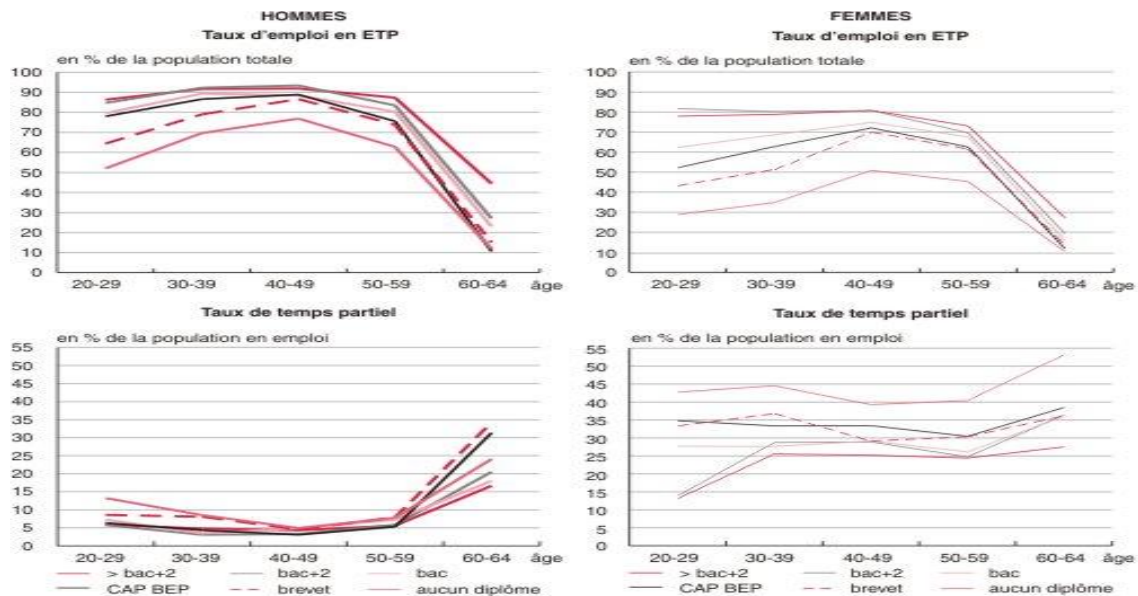 HOMMES
Taux d'emploi en ETP
en % de la population totale
100
90
80
70
60
50
40
30
20
10
0
20-29 30-39 40-49 50-59 60-64 âge
FEMMES
Taux d'emploi en ETP
en % de la population totale
100
90
80
70
60
50
40
30
20
10
0
20-29 30-39 40-49 50-59 60-64 âge
Taux de temps partiel
en % de la population en emploi
55
50
45
40
35
30
25
20
15
10
5
0
20-29 30-39 40-49 50-59 60-64 âge
> bac+2 bac+2 bac
CAP BEP brevet aucun diplôme
Taux de temps partiel
en % de la population en emploi
55
50
45
40
35
30
25
20
15
10
5
0
20-29 30-39 40-49 50-59 60-64 âge
> bac+2 bac+2 bac
CAP BEP brevet aucun diplôme